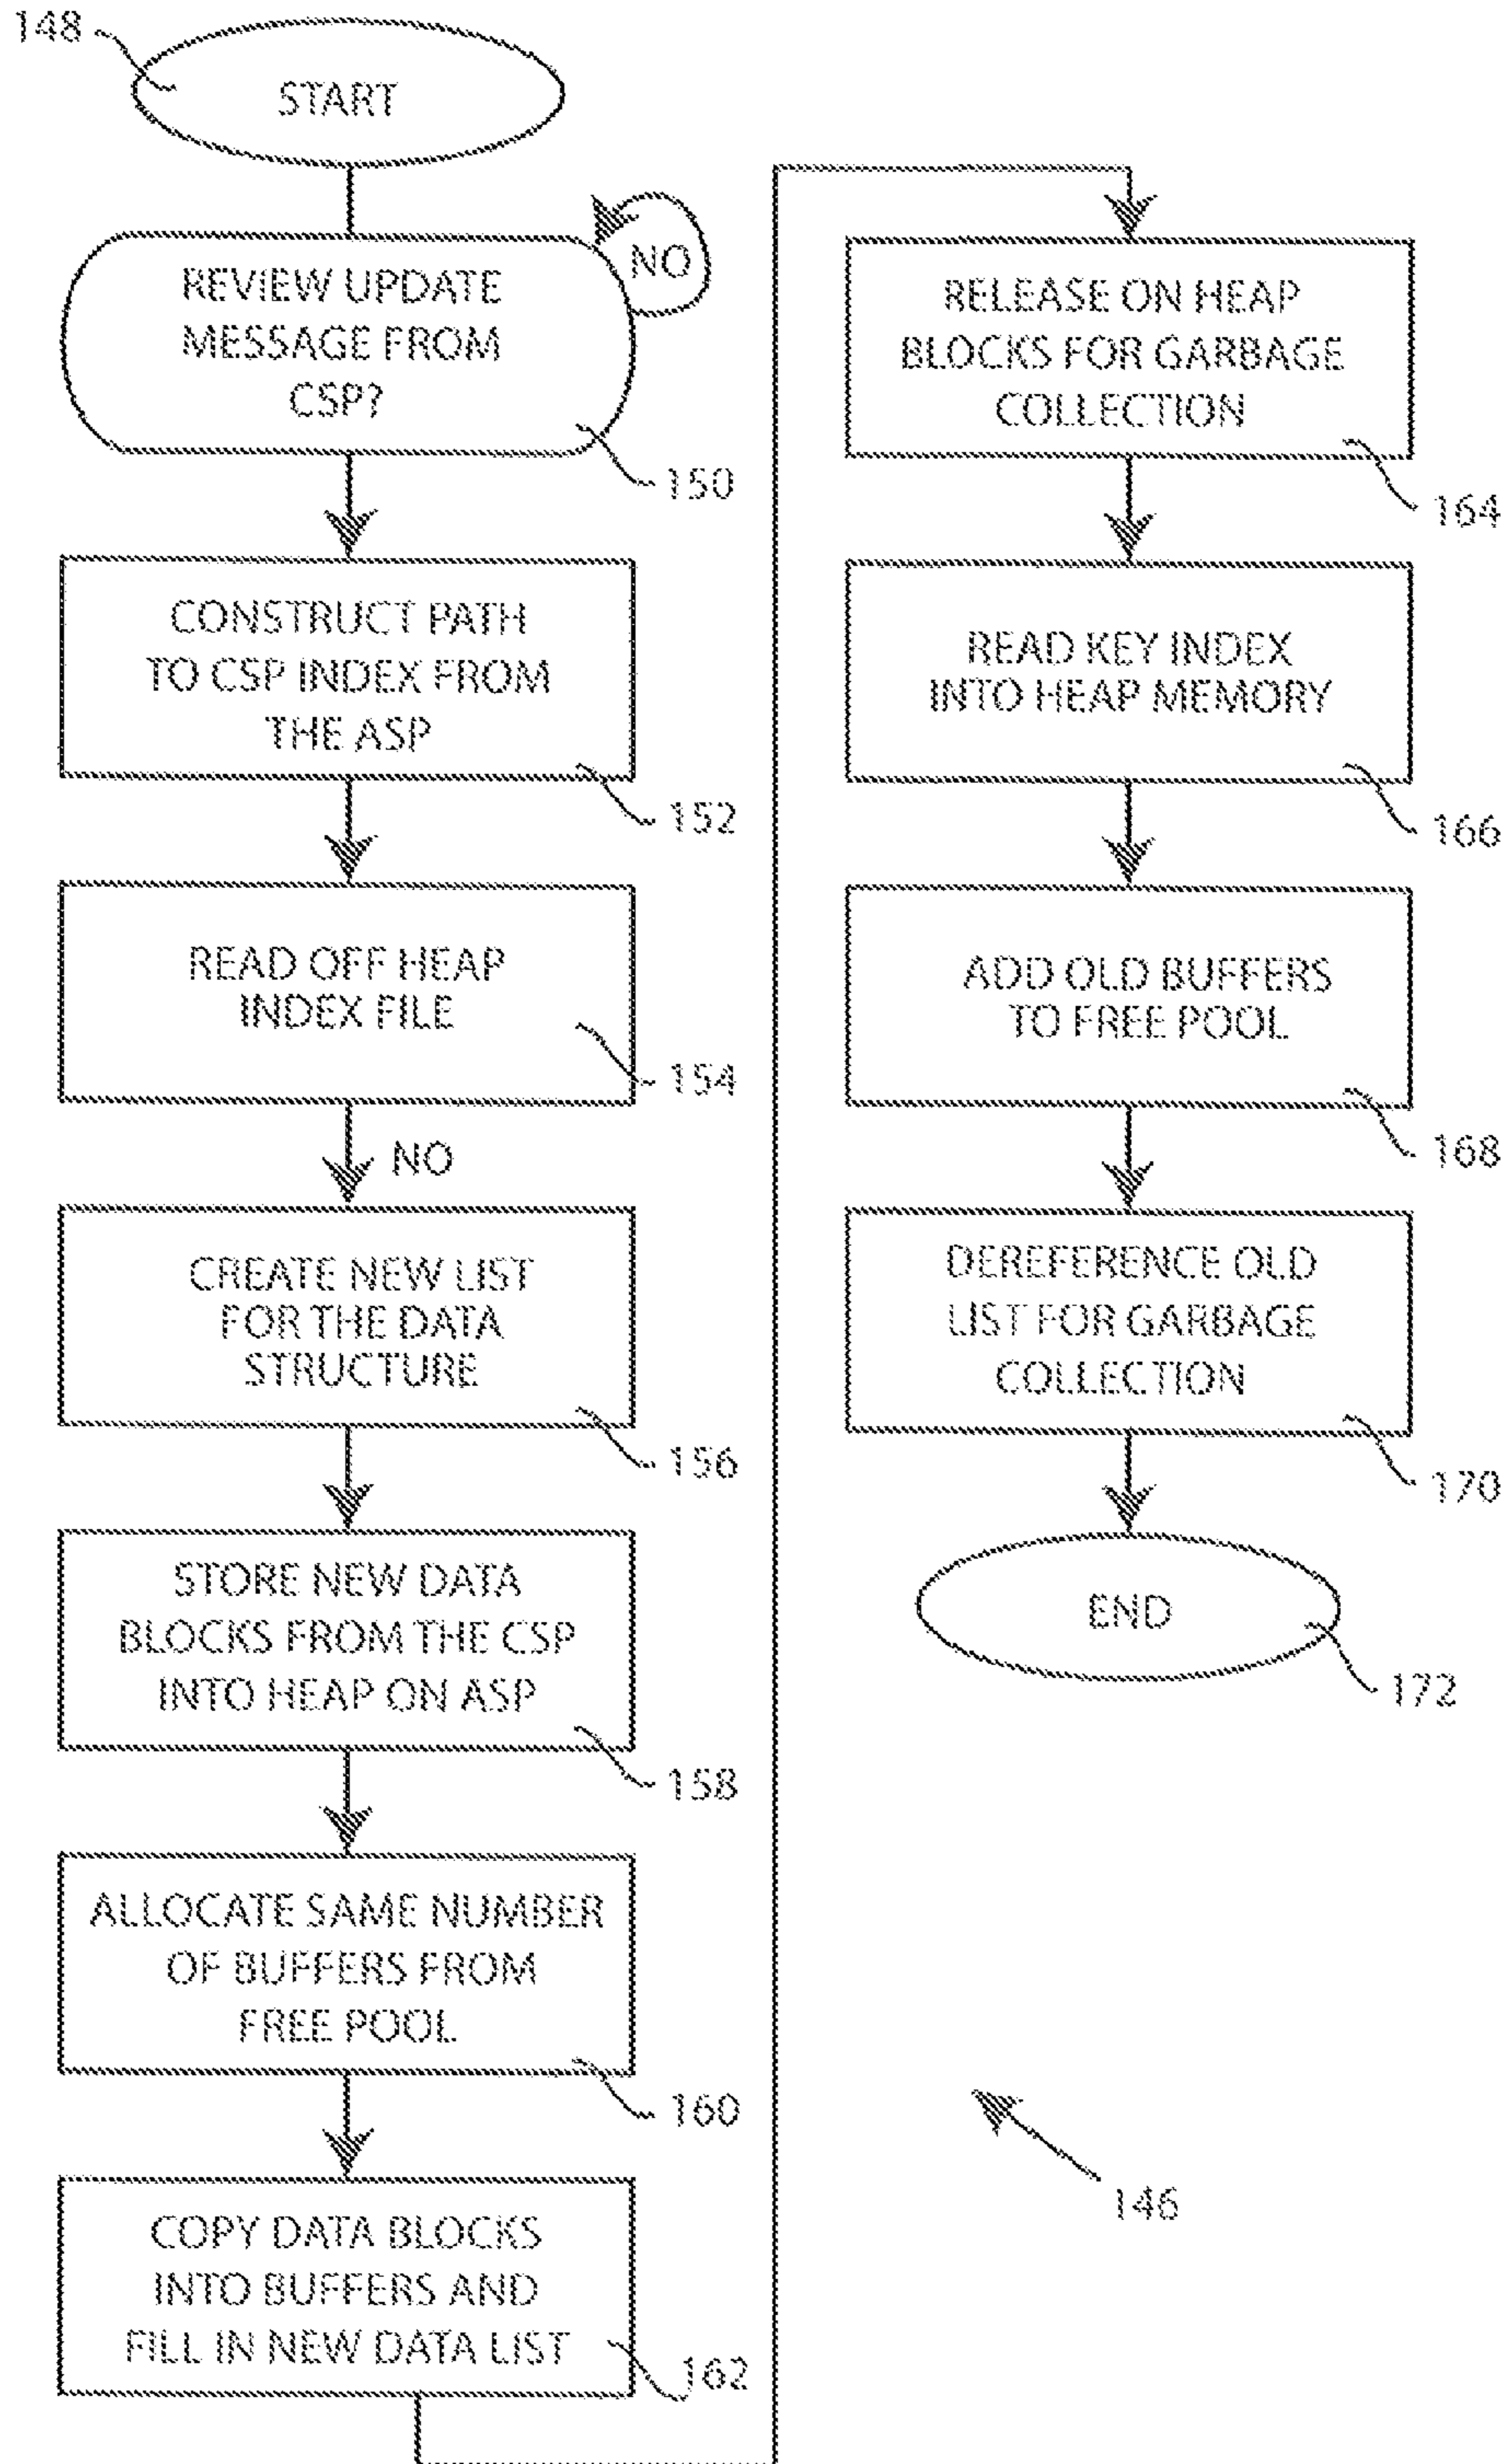 148
START
REVIEW UPDATE
MESSAGE FROM
CSP?
NO
150
CONSTRUCT PATH
TO CSP INDEX FROM
THE ASP
152
READ OFF HEAP
INDEX FILE
154
NO
CREATE NEW LIST
FOR THE DATA
STRUCTURE
156
STORE NEW DATA
BLOCKS FROM THE CSP
INTO HEAP ON ASP
158
ALLOCATE SAME NUMBER
OF BUFFERS FROM
FREE POOL
160
COPY DATA BLOCKS
INTO BUFFERS AND
FILL IN NEW DATA LIST
162
RELEASE ON HEAP
BLOCKS FOR GARBAGE
COLLECTION
164
READ KEY INDEX
INTO HEAP MEMORY
166
ADD OLD BUFFERS
TO FREE POOL
168
DEREFERENCE OLD
LIST FOR GARBAGE
COLLECTION
170
END
172
146